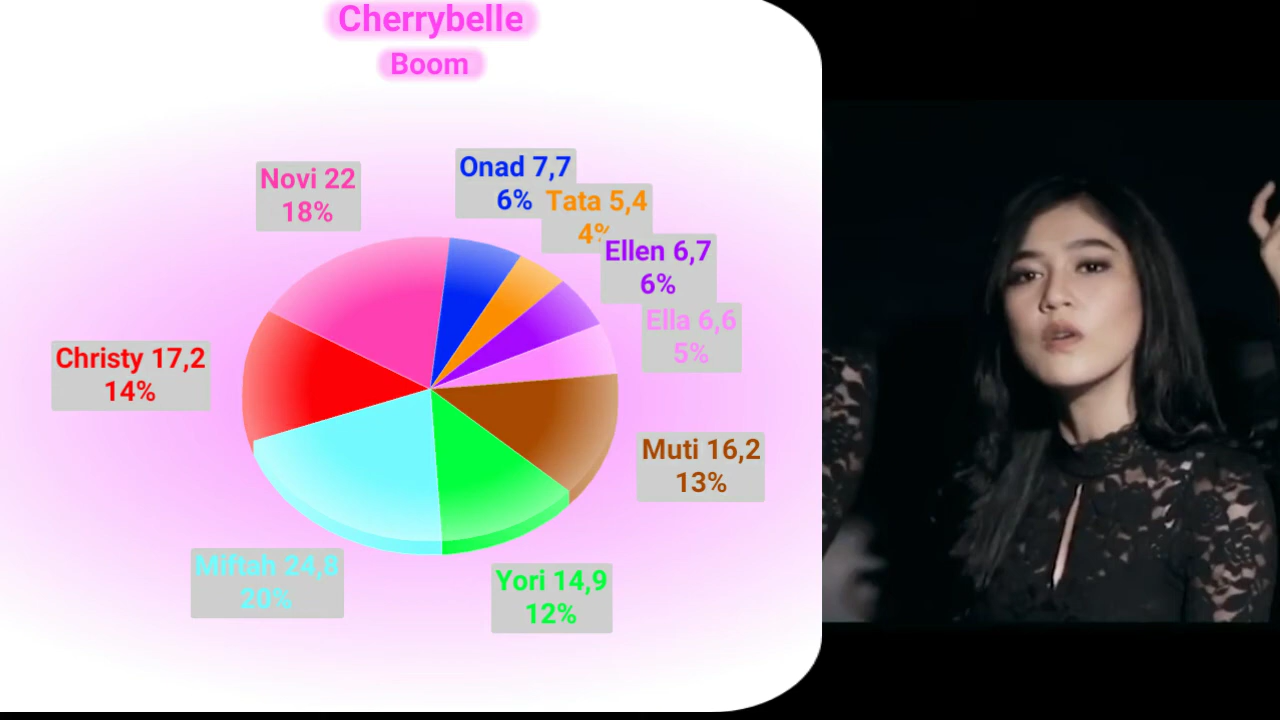 Cherrybelle
Boom
Novi 22
18%
Onad 7,7
6%
Tata 5,4
4%
Ellen 6,7
6%
Ella 6,6
5%
Christy 17,2
14%
Muti 16,2
13%
Miftah 24,8
20%
Yori 14,9
12%